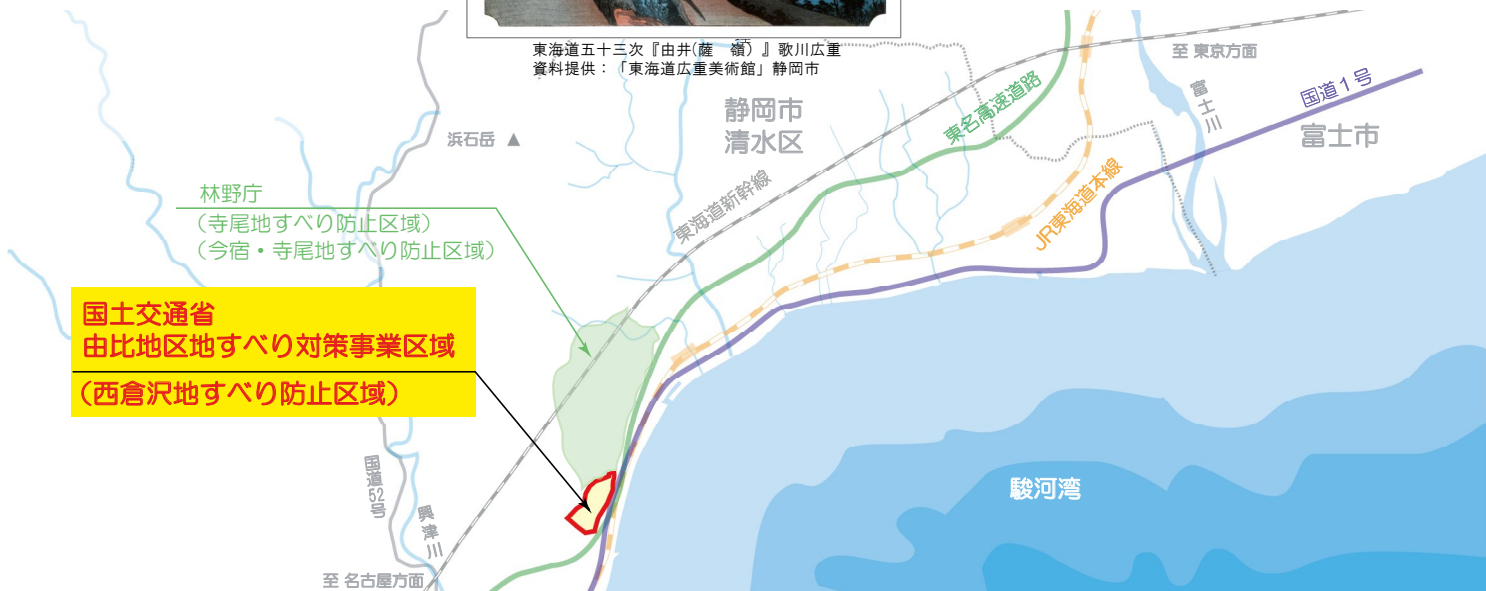 東海道五十三次『由井(薩 嶺)』歌川広重
資料提供：「東海道広重美術館」静岡市
至 東京方面
静岡市
清水区
浜石岳 ▲
東名高速道路
富士川
国道1号
富士市
林野庁
（寺尾地すべり防止区域）
（今宿・寺尾地すべり防止区域）
東海道新幹線
JR東海道本線
国土交通省
由比地区地すべり対策事業区域
（西倉沢地すべり防止区域）
国道52号
興津川
駿河湾
至 名古屋方面